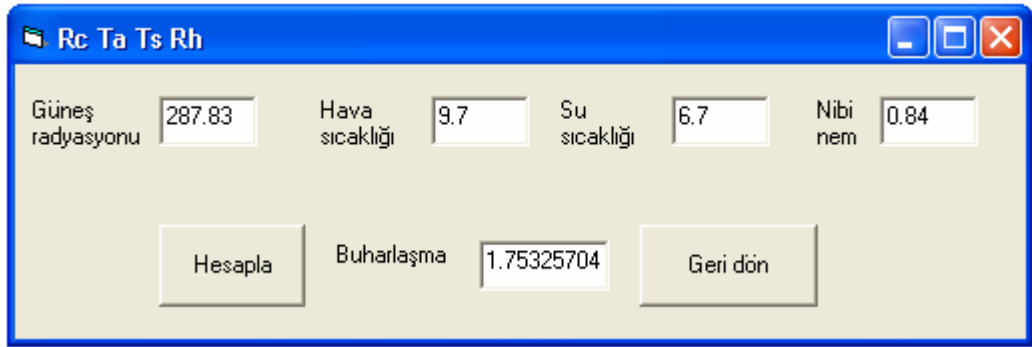 Rc Ta Ts Rh
Güneş
radyasyonu
287.83
Hava
sıcaklığı
9.7
Su
sıcaklığı
6.7
Nibi
nem
0.84
Hesapla
Buharlaşma
1.75325704
Geri dön